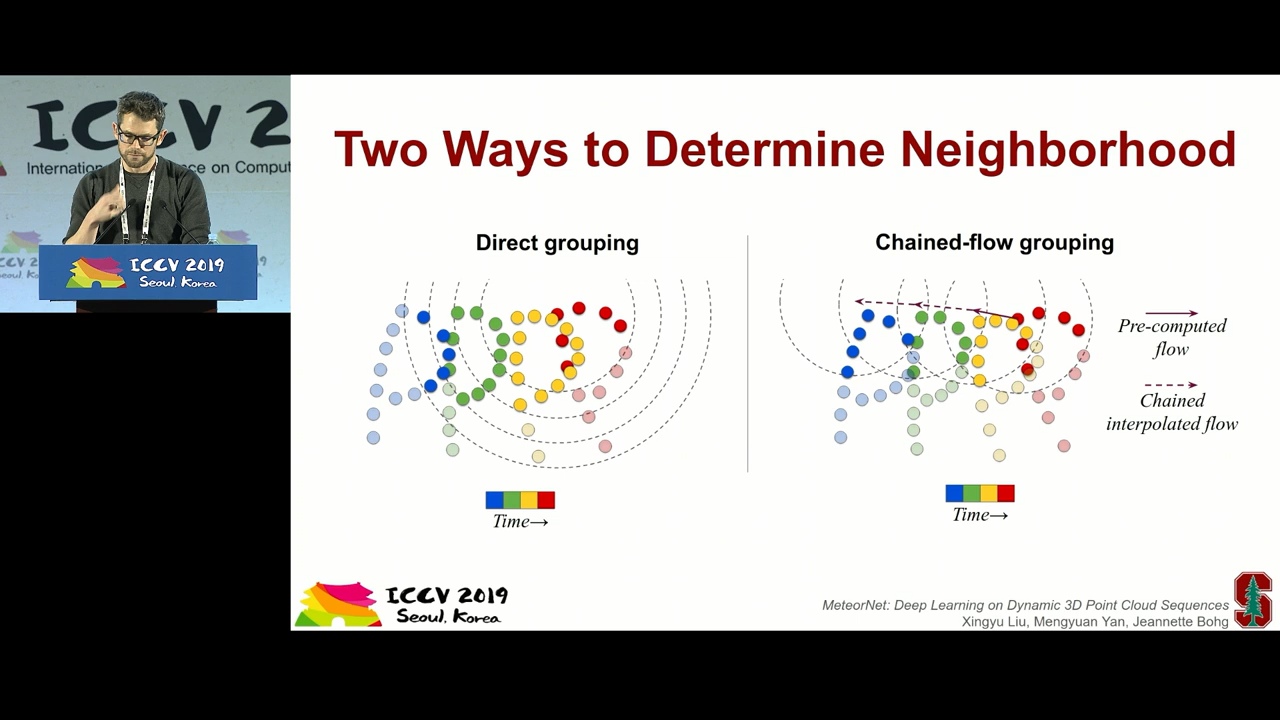 ICCV 2
International
ce on Comput
ICCV 2019
Seoul, Korea
Two Ways to Determine Neighborhood
Direct grouping
Chained-flow grouping
Pre-computed
flow
Chained
interpolated flow
Time→
Time→
ICCV 2019
Seoul, Korea
MeteorNet: Deep Learning on Dynamic 3D Point Cloud Sequences
Xingyu Liu, Mengyuan Yan, Jeannette Bohg
S